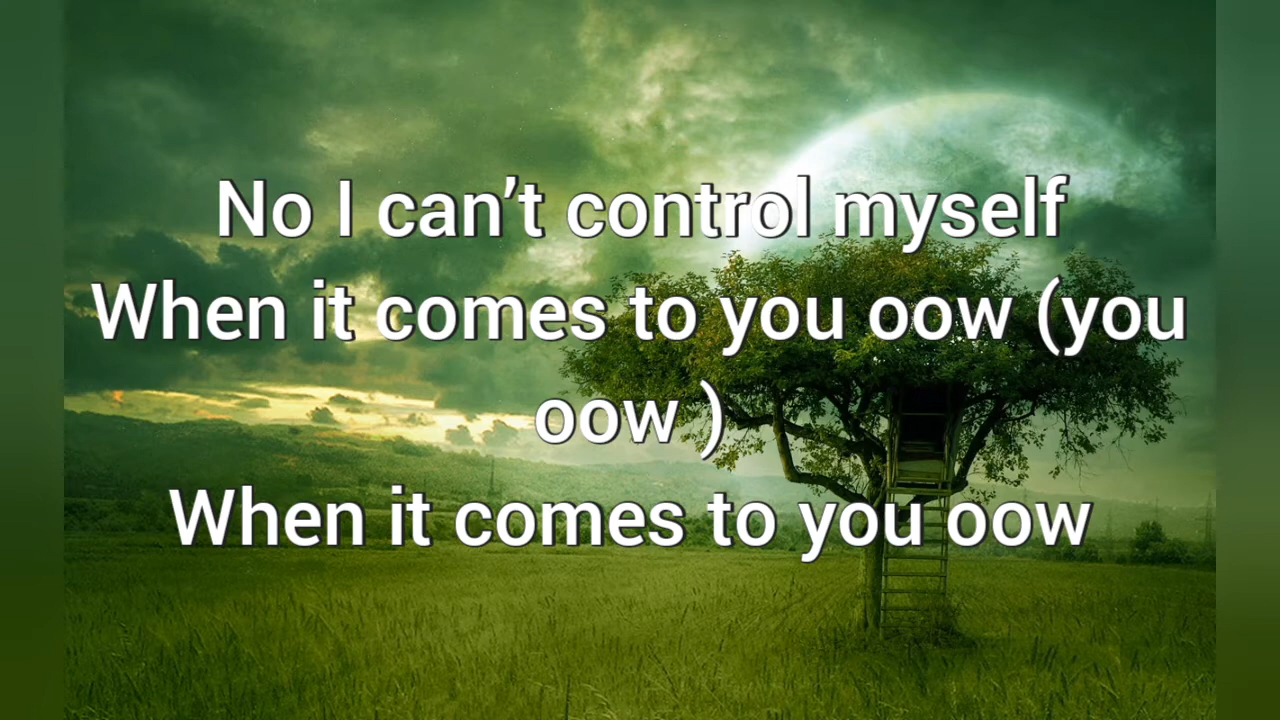 No I can’t control myself
When it comes to you oow (you
oow )
When it comes to you oow